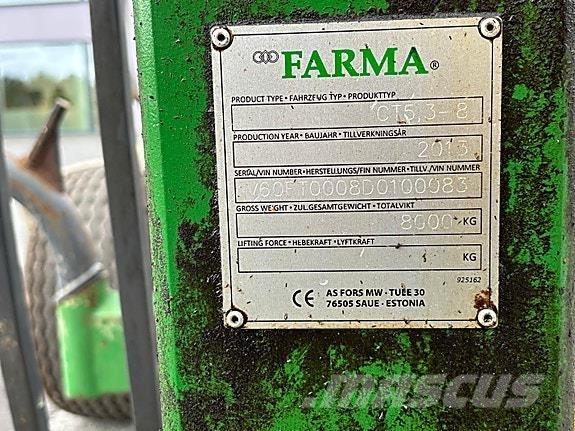 FARMA®
PRODUCT TYPE • FAHRZEUG TYP • PRODUKTTYP
CT5,3-8
PRODUCTION YEAR • BAUJAHR • TILLVERKNINGSÅR
2013
SERIAL/VIN NUMBER • HERSTELLUNGS/FIN NUMMER • TILLV./VIN NUMMER
V60FT0008D0100083
GROSS WEIGHT • ZUL.GESAMTGEWICHT • TOTALVIKT
8000 KG
LIFTING FORCE • HEBEKRAFT • LYFTKRAFT
KG
925162
CE AS FORS MW • TULE 30
76505 SAUE • ESTONIA
MASCUS